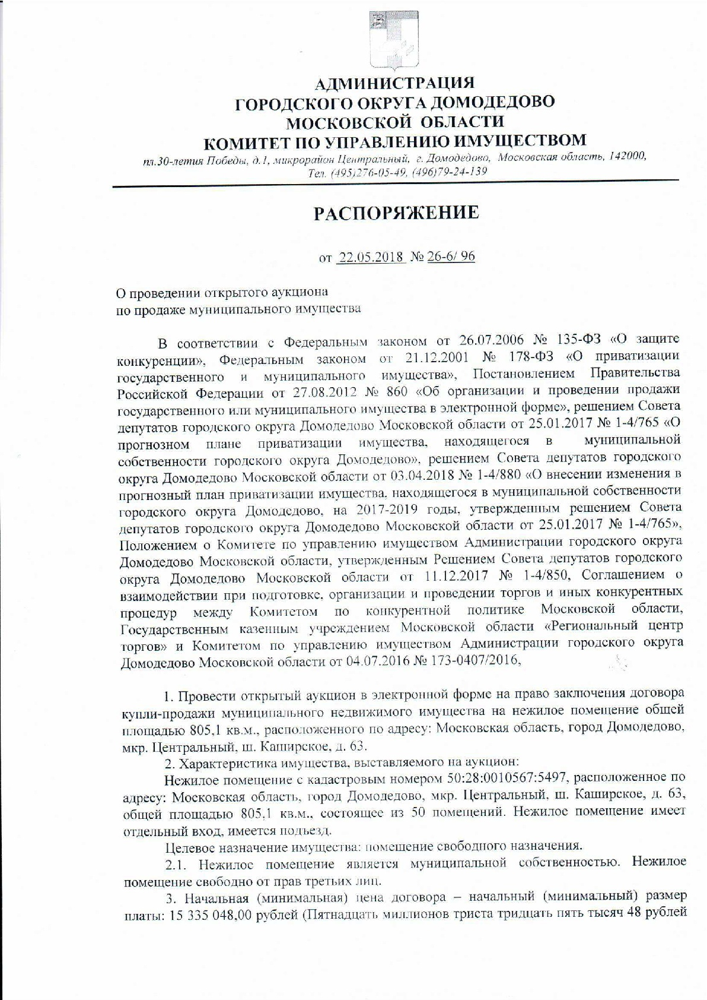 АДМИНИСТРАЦИЯ
ГОРОДСКОГО ОКРУГА ДОМОДЕДОВО
МОСКОВСКОЙ ОБЛАСТИ
КОМИТЕТ ПО УПРАВЛЕНИЮ ИМУЩЕСТВОМ
пл.30-летия Победы, д.1, микрорайон Центральный, г. Домодедово, Московская область, 142000,
Тел. (495)276-05-49, (496)79-24-139
РАСПОРЯЖЕНИЕ
от 22.05.2018 № 26-6/ 96
О проведении открытого аукциона
по продаже муниципального имущества
В соответствии с Федеральным законом от 26.07.2006 № 135-ФЗ «О защите
конкуренции», Федеральным законом от 21.12.2001 № 178-ФЗ «О приватизации
государственного и муниципального имущества», Постановлением Правительства
Российской Федерации от 27.08.2012 № 860 «Об организации и проведении продажи
государственного или муниципального имущества в электронной форме», решением Совета
депутатов городского округа Домодедово Московской области от 25.01.2017 № 1-4/765 «О
прогнозном плане приватизации имущества, находящегося в муниципальной
собственности городского округа Домодедово», решением Совета депутатов городского
округа Домодедово Московской области от 03.04.2018 № 1-4/880 «О внесении изменения в
прогнозный план приватизации имущества, находящегося в муниципальной собственности
городского округа Домодедово, на 2017-2019 годы, утвержденным решением Совета
депутатов городского округа Домодедово Московской области от 25.01.2017 № 1-4/765»,
Положением о Комитете по управлению имуществом Администрации городского округа
Домодедово Московской области, утвержденным Решением Совета депутатов городского
округа Домодедово Московской области от 11.12.2017 № 1-4/850, Соглашением о
взаимодействии при подготовке, организации и проведении торгов и иных конкурентных
процедур между Комитетом по конкурентной политике Московской области,
Государственным казенным учреждением Московской области «Региональный центр
торгов» и Комитетом по управлению имуществом Администрации городского округа
Домодедово Московской области от 04.07.2016 № 173-0407/2016,
1. Провести открытый аукцион в электронной форме на право заключения договора
купли-продажи муниципального недвижимого имущества на нежилое помещение общей
площадью 805,1 кв.м., расположенного по адресу: Московская область, город Домодедово,
мкр. Центральный, ш. Каширское, д. 63.
2. Характеристика имущества, выставляемого на аукцион:
Нежилое помещение с кадастровым номером 50:28:0010567:5497, расположенное по
адресу: Московская область, город Домодедово, мкр. Центральный, ш. Каширское, д. 63,
общей площадью 805,1 кв.м., состоящее из 50 помещений. Нежилое помещение имеет
отдельный вход, имеется подъезд.
Целевое назначение имущества: помещение свободного назначения.
2.1. Нежилое помещение является муниципальной собственностью. Нежилое
помещение свободно от прав третьих лиц.
3. Начальная (минимальная) цена договора – начальный (минимальный) размер
платы: 15 335 048,00 рублей (Пятнадцать миллионов триста тридцать пять тысяч 48 рублей